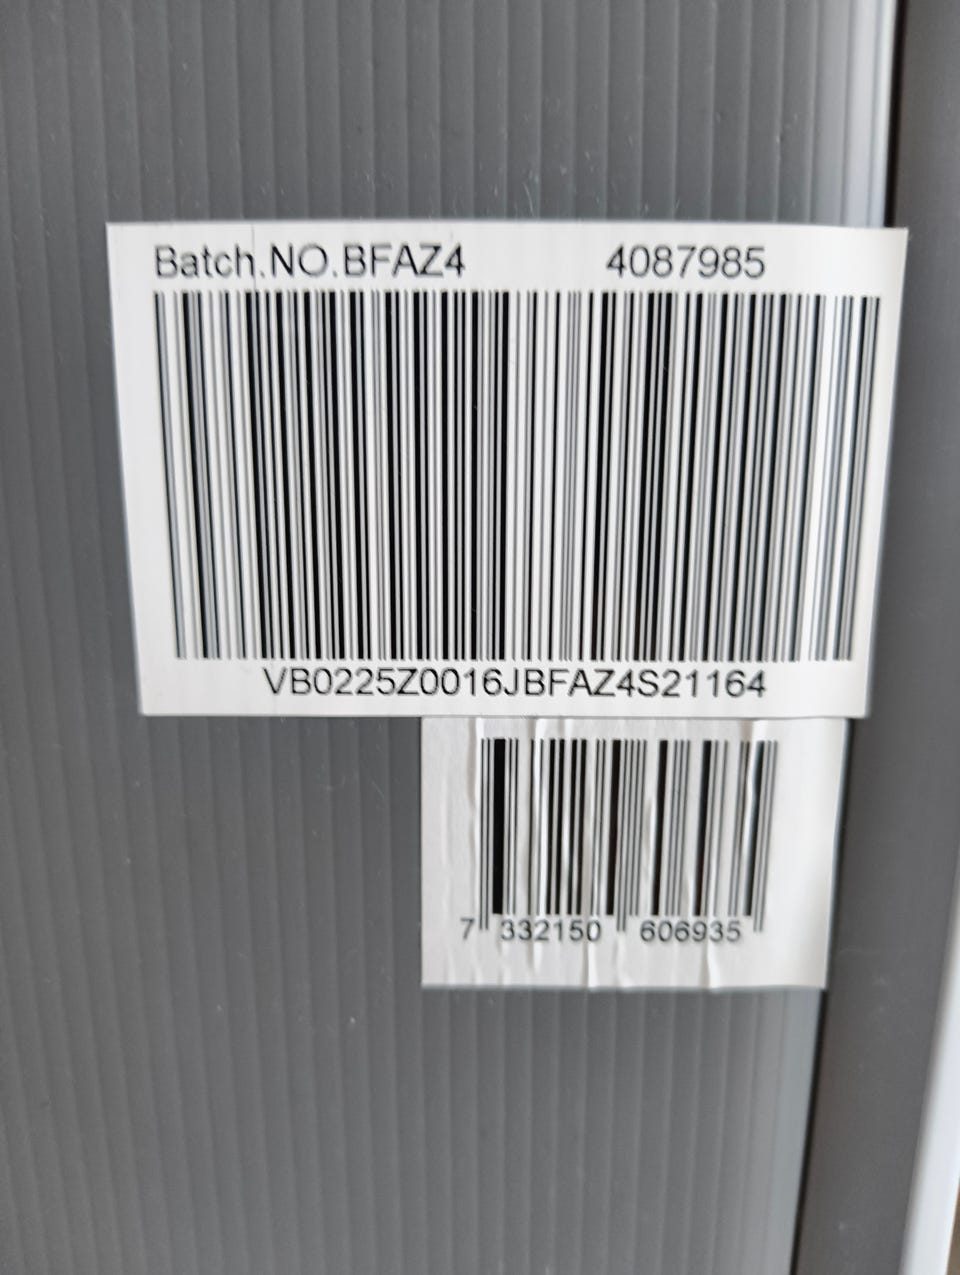 Batch.NO.BFAZ4 4087985
VB0225Z0016JBFAZ4S21164
7 332150 606935